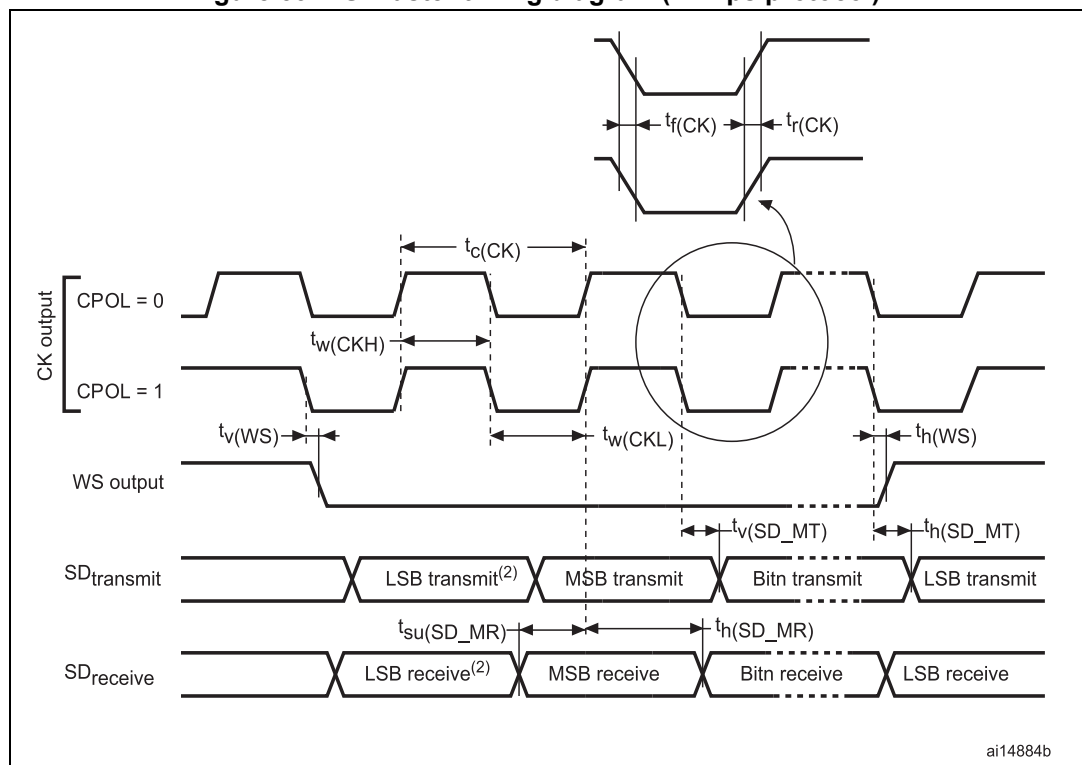 tf(CK)
tr(CK)
tc(CK)
CK output
CPOL = 0
tw(CKH)
CPOL = 1
tv(WS)
tw(CKL)
th(WS)
WS output
tv(SD_MT)
th(SD_MT)
SDtransmit
LSB transmit(2)
MSB transmit
Bitn transmit
LSB transmit
tsu(SD_MR)
th(SD_MR)
SDreceive
LSB receive(2)
MSB receive
Bitn receive
LSB receive
ai14884b